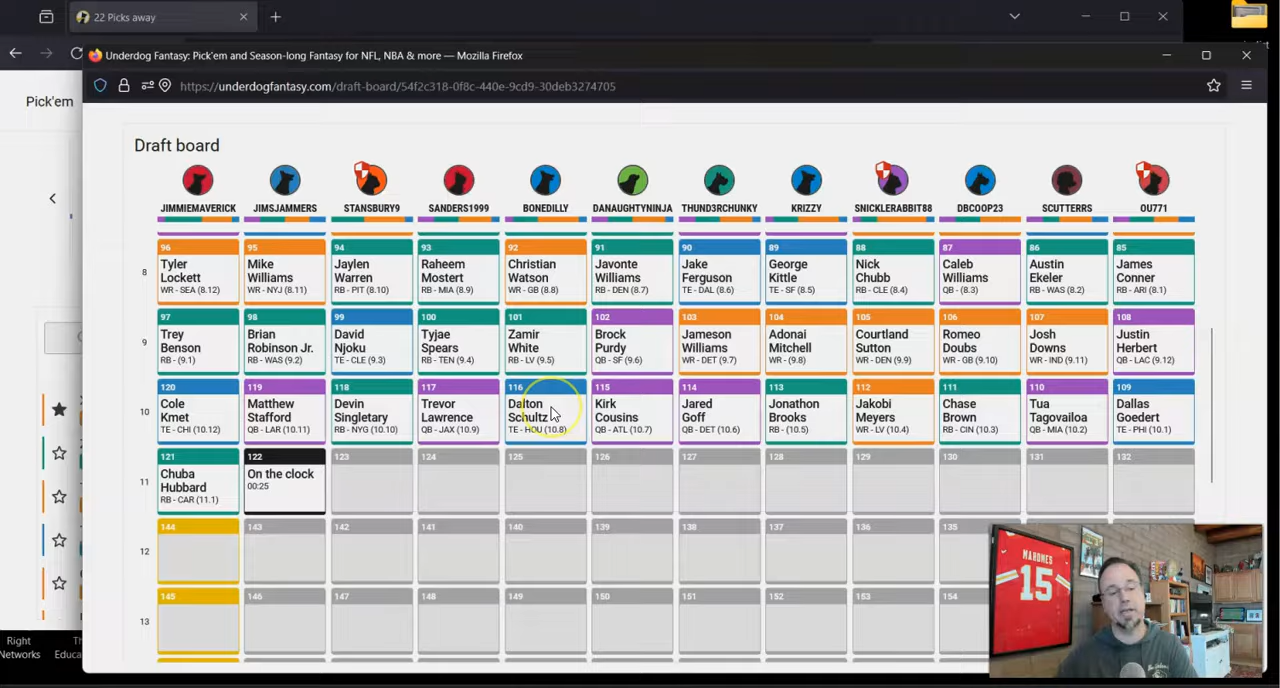 22 Picks away
Underdog Fantasy: Pick'em and Season-long Fantasy for NFL, NBA & more — Mozilla Firefox
https://underdogfantasy.com/draft-board/54f2c318-0f8c-440e-9cd9-30deb3274705
Pick'em
Draft board
JIMMIEMAVERICK JIMSJAMMERS STANSBURY9 SANDERS1999 BONEDILLY DANAUGHTYNINJA THUND3RCHUNKY KRIZZY SNICKLERABBIT88 DBCOOP23 SCUTTERRS OU771
96 95 94 93 92 91 90 89 88 87 86 85
Tyler Mike Jaylen Raheem Christian Javonte Jake George Nick Caleb Austin James
8 Lockett Williams Warren Mostert Watson Williams Ferguson Kittle Chubb Williams Ekeler Conner
WR - SEA (8.12) WR - NYJ (8.11) RB - PIT (8.10) RB - MIA (8.9) WR - GB (8.8) RB - DEN (8.7) TE - DAL (8.6) TE - SF (8.5) RB - CLE (8.4) QB - (8.3) RB - WAS (8.2) RB - ARI (8.1)
97 98 99 100 101 102 103 104 105 106 107 108
Trey Brian David Tyjae Zamir Brock Jameson Adonai Courtland Romeo Josh Justin
9 Benson Robinson Jr. Njoku Spears White Purdy Williams Mitchell Sutton Doubs Downs Herbert
RB - (9.1) RB - WAS (9.2) TE - CLE (9.3) RB - TEN (9.4) RB - LV (9.5) QB - SF (9.6) WR - DET (9.7) WR - (9.8) WR - DEN (9.9) WR - GB (9.10) WR - IND (9.11) QB - LAC (9.12)
120 119 118 117 116 115 114 113 112 111 110 109
Cole Matthew Devin Trevor Dalton Kirk Jared Jonathon Jakobi Chase Tua Dallas
10 Kmet Stafford Singletary Lawrence Schultz Cousins Goff Brooks Meyers Brown Tagovailoa Goedert
TE - CHI (10.12) QB - LAR (10.11) RB - NYG (10.10) QB - JAX (10.9) TE - HOU (10.8) QB - ATL (10.7) QB - DET (10.6) RB - (10.5) WR - LV (10.4) RB - CIN (10.3) QB - MIA (10.2) TE - PHI (10.1)
121 122 123 124 125 126 127 128 129 130 131 132
Chuba On the clock
11 Hubbard 00:25
RB - CAR (11.1)
144 143 142 141 140 139 138 137 136 135
12
145 146 147 148 149 150 151 152 153 154
13
MAHOMES
15
Right
Networks
Educa